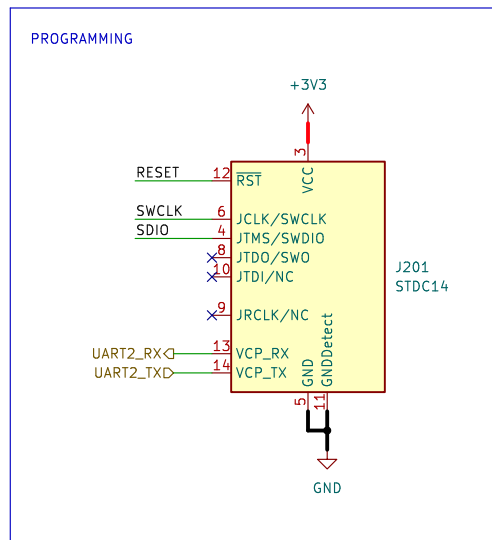 PROGRAMMING
+3V3
3
VCC
RESET
12
RST
SWCLK
6
JCLK/SWCLK
SDIO
4
JTMS/SWDIO
8
JTDO/SWO
10
JTDI/NC
J201
STDC14
9
JRCLK/NC
UART2_RX
13
VCP_RX
UART2_TX
14
VCP_TX
GND
GNDDetect
5
11
GND